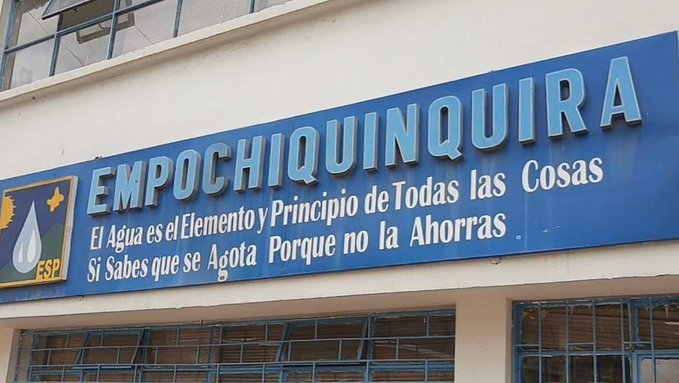 EMPOCHIQUINQUIRA
El Agua es el Elemento y Principio de Todas las Cosas
Si Sabes que se Agota Porque no la Ahorras
ESP